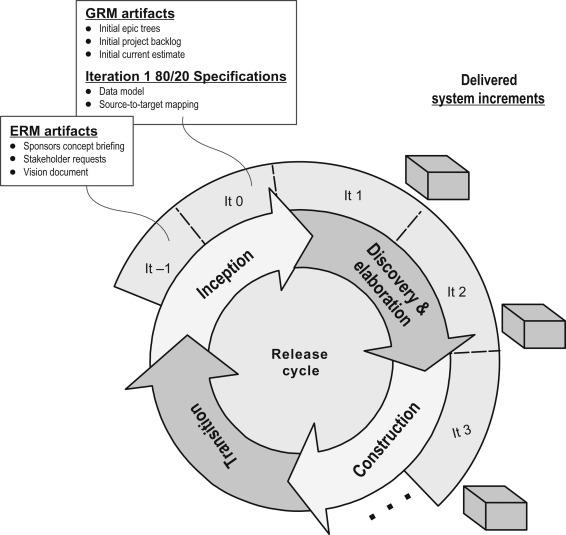 GRM artifacts
● Initial epic trees
● Initial project backlog
● Initial current estimate
Iteration 1 80/20 Specifications
● Data model
● Source-to-target mapping
Delivered
system increments
ERM artifacts
● Sponsors concept briefing
● Stakeholder requests
● Vision document
It –1
It 0
It 1
It 2
It 3
Inception
Discovery &
elaboration
Construction
Transition
Release
cycle